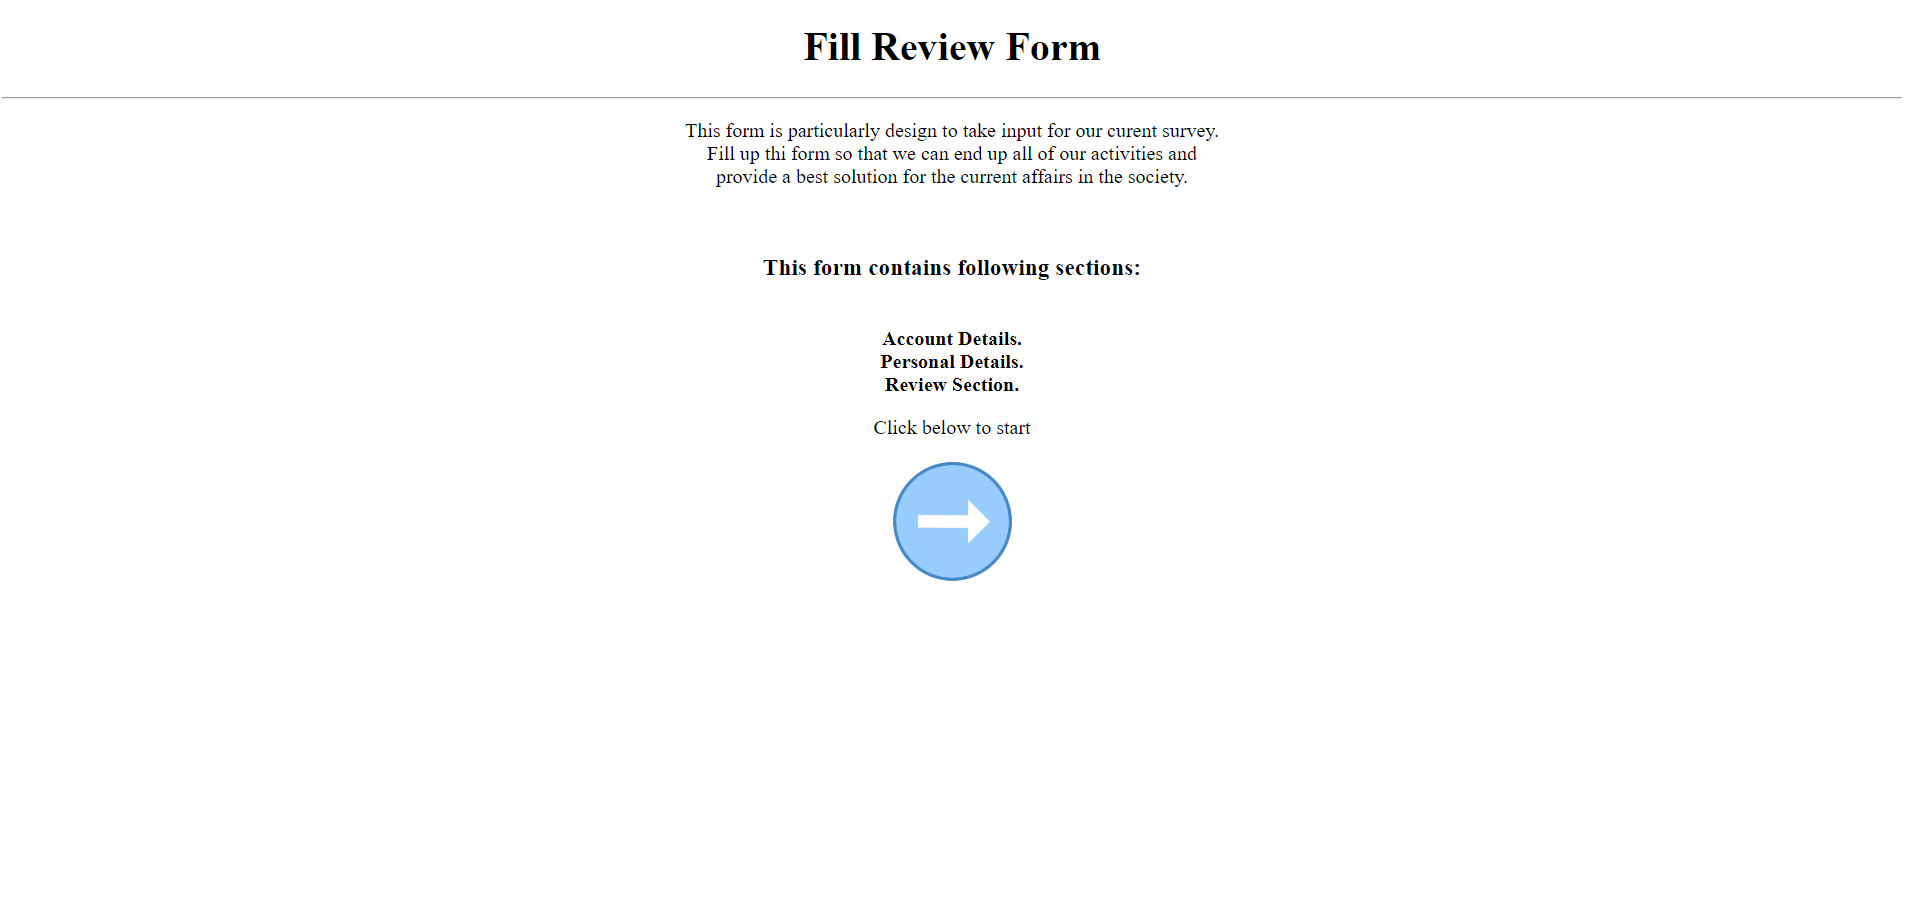 Fill Review Form
This form is particularly design to take input for our curent survey.
Fill up thi form so that we can end up all of our activities and
provide a best solution for the current affairs in the society.
This form contains following sections:
Account Details.
Personal Details.
Review Section.
Click below to start